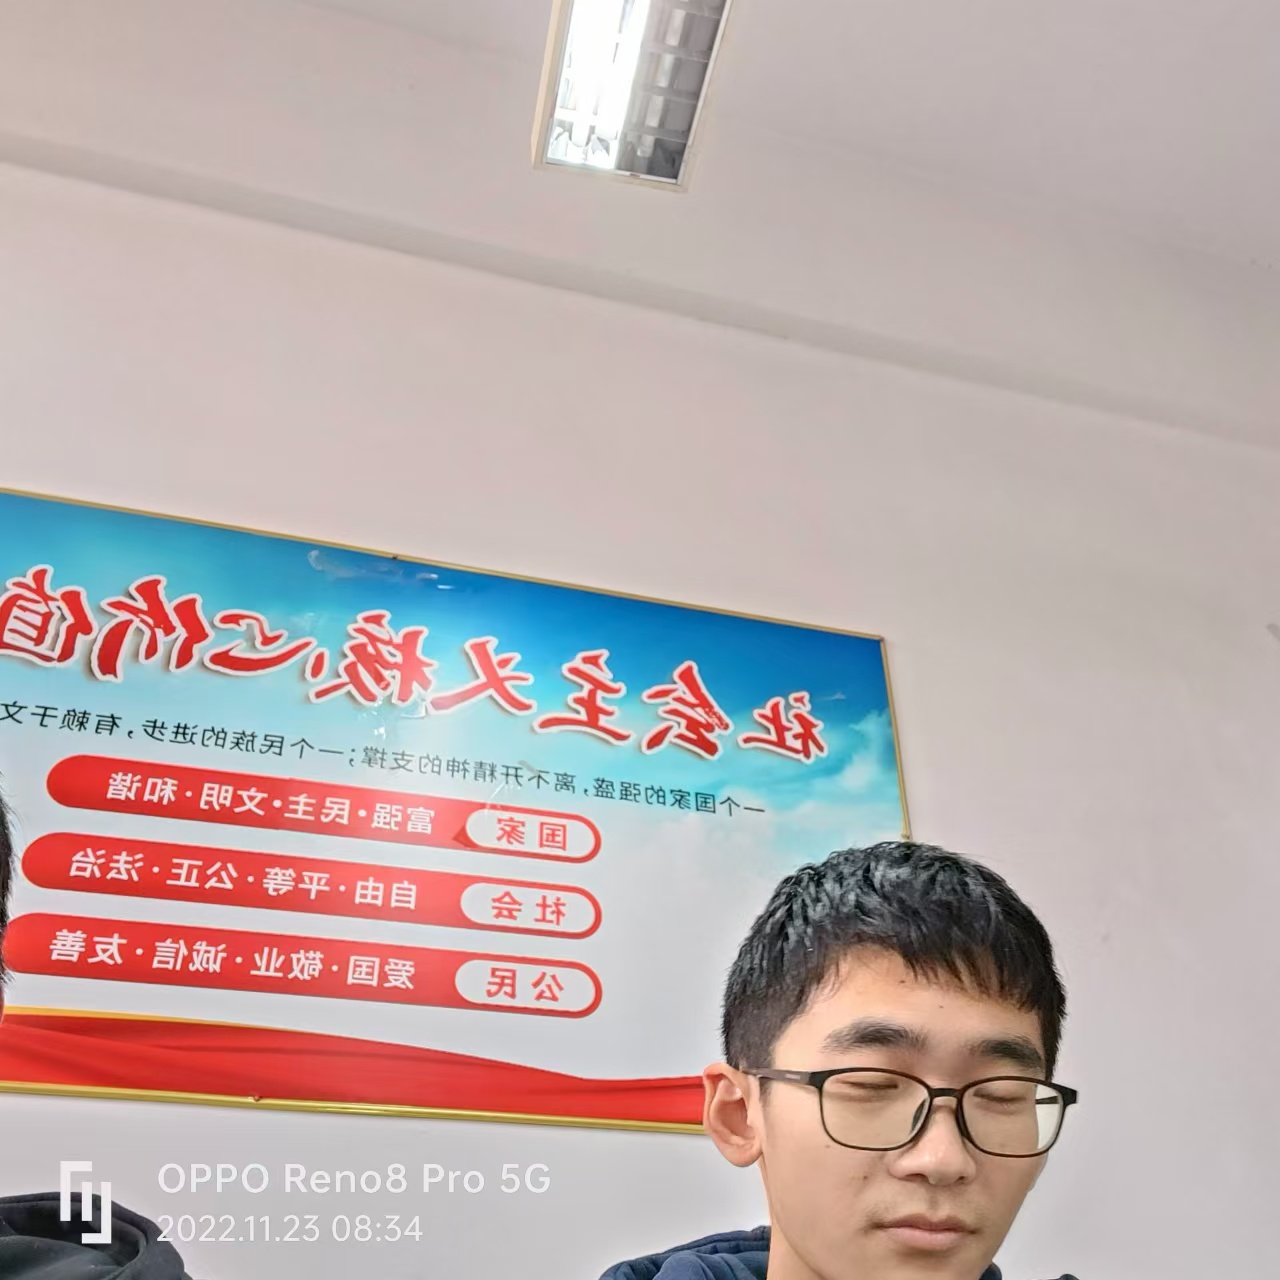 社会主义核心价值
一个国家的强盛，离不开精神的支撑；一个民族的进步，有赖于文
国家 富强·民主·文明·和谐
社会 自由·平等·公正·法治
公民 爱国·敬业·诚信·友善
OPPO Reno8 Pro 5G
2022.11.23 08:34